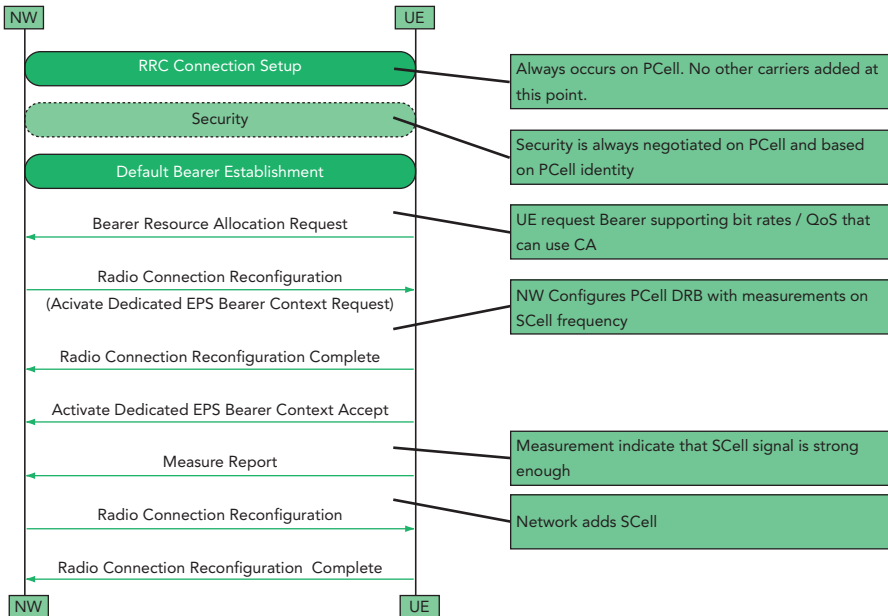 NW
UE
RRC Connection Setup
Always occurs on PCell. No other carriers added at
this point.
Security
Security is always negotiated on PCell and based
on PCell identity
Default Bearer Establishment
Bearer Resource Allocation Request
UE request Bearer supporting bit rates / QoS that
can use CA
Radio Connection Reconfiguration
(Acivate Dedicated EPS Bearer Context Request)
NW Configures PCell DRB with measurements on
SCell frequency
Radio Connection Reconfiguration Complete
Activate Dedicated EPS Bearer Context Accept
Measurement indicate that SCell signal is strong
enough
Measure Report
Radio Connection Reconfiguration
Network adds SCell
Radio Connection Reconfiguration Complete
NW
UE